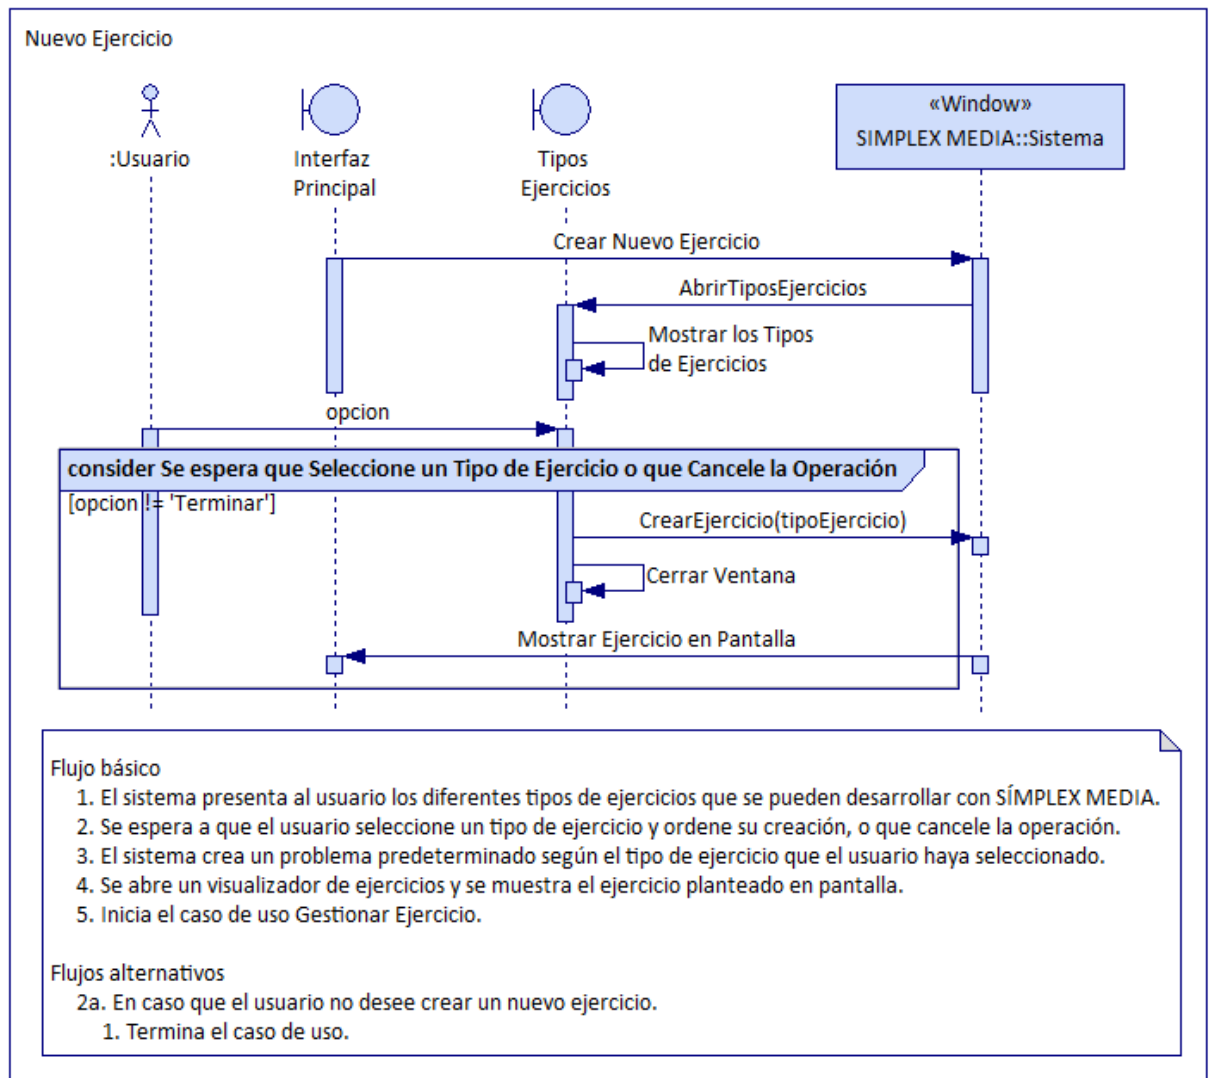 Nuevo Ejercicio
:Usuario
Interfaz
Principal
Tipos
Ejercicios
«Window»
SIMPLEX MEDIA::Sistema
Crear Nuevo Ejercicio
AbrirTiposEjercicios
Mostrar los Tipos
de Ejercicios
opcion
consider Se espera que Seleccione un Tipo de Ejercicio o que Cancele la Operación
[opcion != 'Terminar']
CrearEjercicio(tipoEjercicio)
Cerrar Ventana
Mostrar Ejercicio en Pantalla
Flujo básico
1. El sistema presenta al usuario los diferentes tipos de ejercicios que se pueden desarrollar con SÍMPLEX MEDIA.
2. Se espera a que el usuario seleccione un tipo de ejercicio y ordene su creación, o que cancele la operación.
3. El sistema crea un problema predeterminado según el tipo de ejercicio que el usuario haya seleccionado.
4. Se abre un visualizador de ejercicios y se muestra el ejercicio planteado en pantalla.
5. Inicia el caso de uso Gestionar Ejercicio.
Flujos alternativos
2a. En caso que el usuario no desee crear un nuevo ejercicio.
1. Termina el caso de uso.